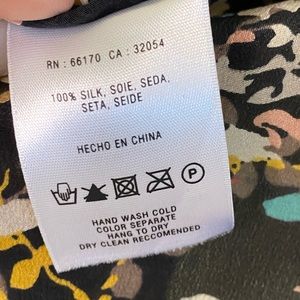 RN : 66170 CA : 32054
100% SILK, SOIE, SEDA,
SETA, SEIDE
HECHO EN CHINA
P
HAND WASH COLD
COLOR SEPARATE
HANG TO DRY
DRY CLEAN RECCOMENDED